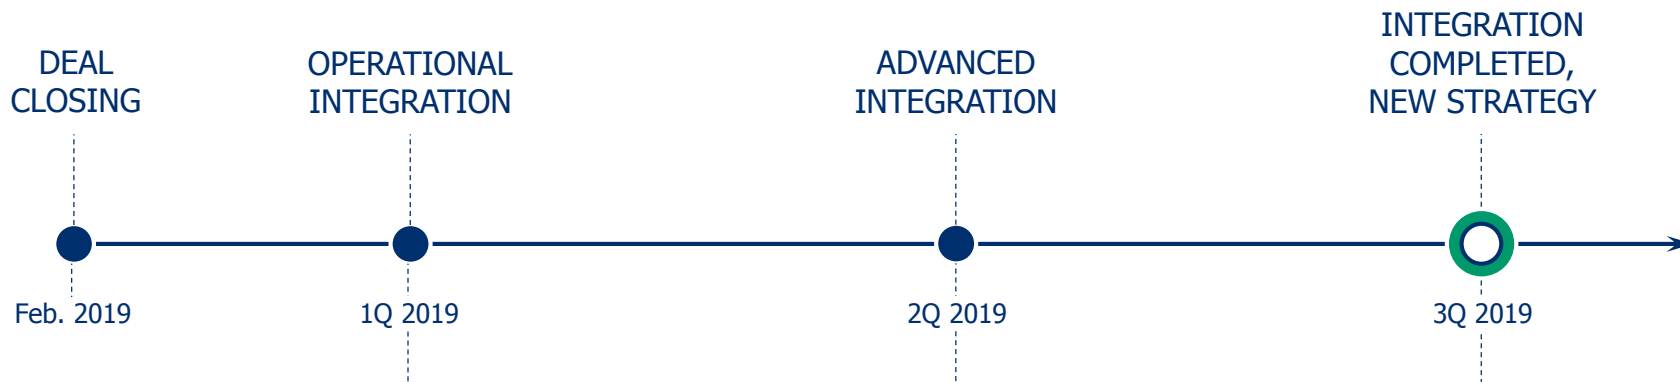 DEAL
CLOSING
OPERATIONAL
INTEGRATION
ADVANCED
INTEGRATION
INTEGRATION
COMPLETED,
NEW STRATEGY
Feb. 2019
1Q 2019
2Q 2019
3Q 2019